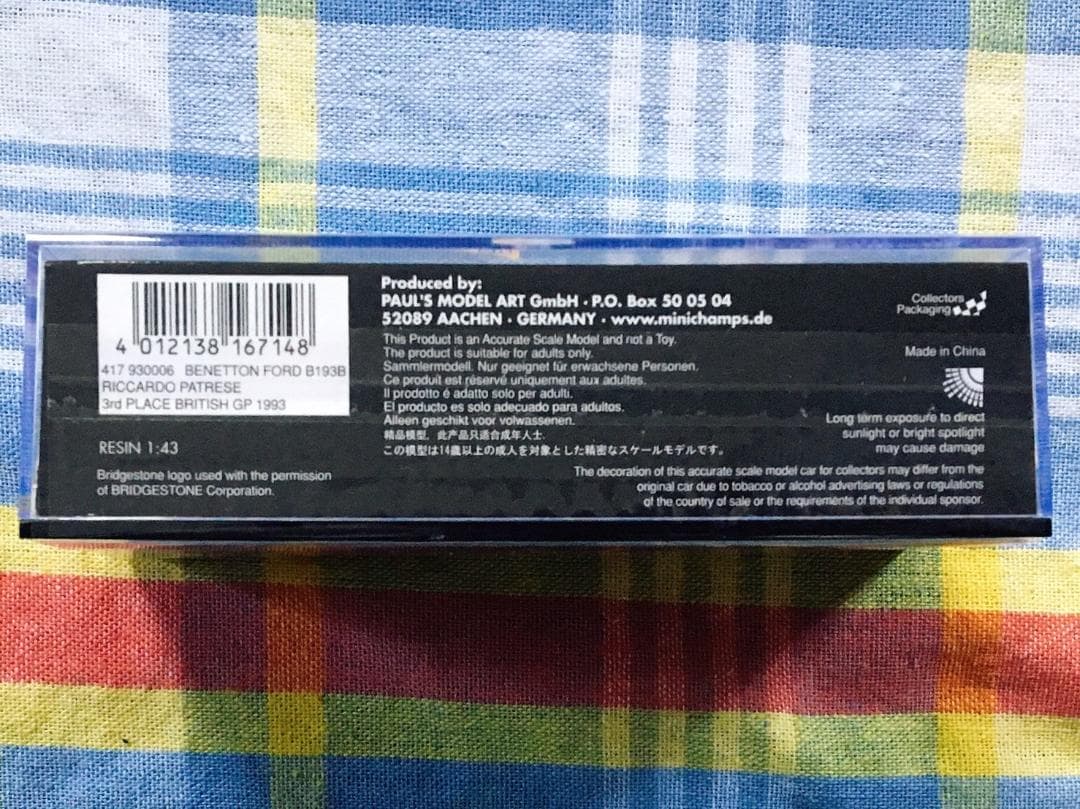 4 012138 167148
417 930006 BENETTON FORD B193B
RICCARDO PATRESE
3rd PLACE BRITISH GP 1993
RESIN 1:43
Bridgestone logo used with the permission
of BRIDGESTONE Corporation.
Produced by:
PAUL'S MODEL ART GmbH · P.O. Box 50 05 04
52089 AACHEN · GERMANY · www.minichamps.de
This Product is an Accurate Scale Model and not a Toy.
The product is suitable for adults only.
Sammlermodell. Nur geeignet für erwachsene Personen.
Ce produit est réservé uniquement aux adultes.
Il prodotto é adatto solo per adulti.
El producto es solo adecuado para adultos.
Alleen geschikt voor volwassenen.
精品模型，此产品只适合成年人士.
この模型は14歳以上の成人を対象とした精密なスケールモデルです。
Collectors
Packaging
Made in China
Long term exposure to direct
sunlight or bright spotlight
may cause damage
The decoration of this accurate scale model car for collectors may differ from the
original car due to tobacco or alcohol advertising laws or regulations
of the country of sale or the requirements of the individual sponsor.